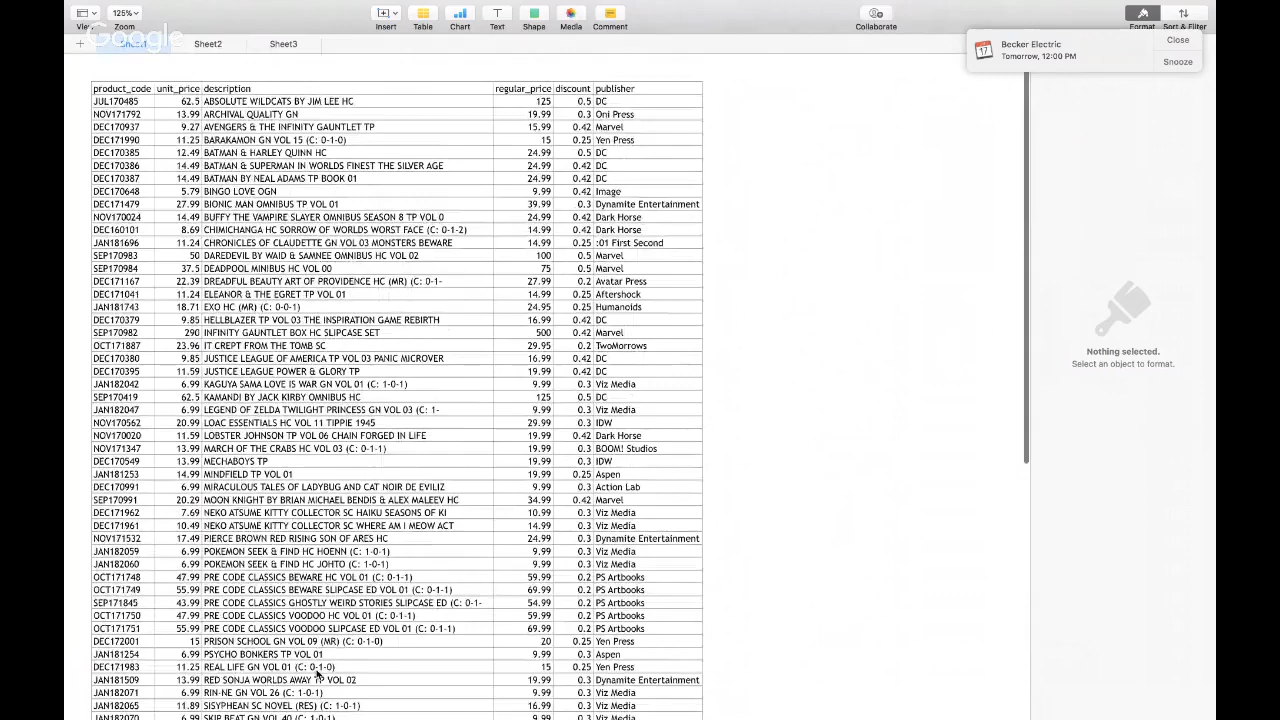 125%
View Zoom Insert Table Chart Text Shape Media Comment Collaborate Format Sort & Filter
Google
Sheet1 Sheet2 Sheet3
17 Becker Electric
Tomorrow, 12:00 PM
Close
Snooze
product_code unit_price description regular_price discount publisher
JUL170485 62.5 ABSOLUTE WILDCATS BY JIM LEE HC 125 0.5 DC
NOV171792 13.99 ARCHIVAL QUALITY GN 19.99 0.3 Oni Press
DEC170937 9.27 AVENGERS & THE INFINITY GAUNTLET TP 15.99 0.42 Marvel
DEC171990 11.25 BARAKAMON GN VOL 15 (C: 0-1-0) 15 0.25 Yen Press
DEC170385 12.49 BATMAN & HARLEY QUINN HC 24.99 0.5 DC
DEC170386 14.49 BATMAN & SUPERMAN IN WORLDS FINEST THE SILVER AGE 24.99 0.42 DC
DEC170387 14.49 BATMAN BY NEAL ADAMS TP BOOK 01 24.99 0.42 DC
DEC170648 5.79 BINGO LOVE OGN 9.99 0.42 Image
DEC171479 27.99 BIONIC MAN OMNIBUS TP VOL 01 39.99 0.3 Dynamite Entertainment
NOV170024 14.49 BUFFY THE VAMPIRE SLAYER OMNIBUS SEASON 8 TP VOL 0 24.99 0.42 Dark Horse
DEC160101 8.69 CHIMICHANGA HC SORROW OF WORLDS WORST FACE (C: 0-1-2) 14.99 0.42 Dark Horse
JAN181696 11.24 CHRONICLES OF CLAUDETTE GN VOL 03 MONSTERS BEWARE 14.99 0.25 :01 First Second
SEP170983 50 DAREDEVIL BY WAID & SAMNEE OMNIBUS HC VOL 02 100 0.5 Marvel
SEP170984 37.5 DEADPOOL MINIBUS HC VOL 00 75 0.5 Marvel
DEC171167 22.39 DREADFUL BEAUTY ART OF PROVIDENCE HC (MR) (C: 0-1- 27.99 0.2 Avatar Press
DEC171041 11.24 ELEANOR & THE EGRET TP VOL 01 14.99 0.25 Aftershock
JAN181743 18.71 EXO HC (MR) (C: 0-0-1) 24.95 0.25 Humanoids
DEC170379 9.85 HELLBLAZER TP VOL 03 THE INSPIRATION GAME REBIRTH 16.99 0.42 DC
SEP170982 290 INFINITY GAUNTLET BOX HC SLIPCASE SET 500 0.42 Marvel
OCT171887 23.96 IT CREPT FROM THE TOMB SC 29.95 0.2 TwoMorrows
DEC170380 9.85 JUSTICE LEAGUE OF AMERICA TP VOL 03 PANIC MICROVER 16.99 0.42 DC
DEC170395 11.59 JUSTICE LEAGUE POWER & GLORY TP 19.99 0.42 DC
JAN182042 6.99 KAGUYA SAMA LOVE IS WAR GN VOL 01 (C: 1-0-1) 9.99 0.3 Viz Media
SEP170419 62.5 KAMANDI BY JACK KIRBY OMNIBUS HC 125 0.5 DC
JAN182047 6.99 LEGEND OF ZELDA TWILIGHT PRINCESS GN VOL 03 (C: 1- 9.99 0.3 Viz Media
NOV170562 20.99 LOAC ESSENTIALS HC VOL 11 TIPPIE 1945 29.99 0.3 IDW
NOV170020 11.59 LOBSTER JOHNSON TP VOL 06 CHAIN FORGED IN LIFE 19.99 0.42 Dark Horse
NOV171347 13.99 MARCH OF THE CRABS HC VOL 03 (C: 0-1-1) 19.99 0.3 BOOM! Studios
DEC170549 13.99 MECHABOYS TP 19.99 0.3 IDW
JAN181253 14.99 MINDFIELD TP VOL 01 19.99 0.25 Aspen
DEC170991 6.99 MIRACULOUS TALES OF LADYBUG AND CAT NOIR DE EVILIZ 9.99 0.3 Action Lab
SEP170991 20.29 MOON KNIGHT BY BRIAN MICHAEL BENDIS & ALEX MALEEV HC 34.99 0.42 Marvel
DEC171962 7.69 NEKO ATSUME KITTY COLLECTOR SC HAIKU SEASONS OF KI 10.99 0.3 Viz Media
DEC171961 10.49 NEKO ATSUME KITTY COLLECTOR SC WHERE AM I MEOW ACT 14.99 0.3 Viz Media
NOV171532 17.49 PIERCE BROWN RED RISING SON OF ARES HC 24.99 0.3 Dynamite Entertainment
JAN182059 6.99 POKEMON SEEK & FIND HC HOENN (C: 1-0-1) 9.99 0.3 Viz Media
JAN182060 6.99 POKEMON SEEK & FIND HC JOHTO (C: 1-0-1) 9.99 0.3 Viz Media
OCT171748 47.99 PRE CODE CLASSICS BEWARE HC VOL 01 (C: 0-1-1) 59.99 0.2 PS Artbooks
OCT171749 55.99 PRE CODE CLASSICS BEWARE SLIPCASE ED VOL 01 (C: 0-1-1) 69.99 0.2 PS Artbooks
SEP171845 43.99 PRE CODE CLASSICS GHOSTLY WEIRD STORIES SLIPCASE ED (C: 0-1- 54.99 0.2 PS Artbooks
OCT171750 47.99 PRE CODE CLASSICS VOODOO HC VOL 01 (C: 0-1-1) 59.99 0.2 PS Artbooks
OCT171751 55.99 PRE CODE CLASSICS VOODOO SLIPCASE ED VOL 01 (C: 0-1-1) 69.99 0.2 PS Artbooks
DEC172001 15 PRISON SCHOOL GN VOL 09 (MR) (C: 0-1-0) 20 0.25 Yen Press
JAN181254 6.99 PSYCHO BONKERS TP VOL 01 9.99 0.3 Aspen
DEC171983 11.25 REAL LIFE GN VOL 01 (C: 0-1-0) 15 0.25 Yen Press
JAN181509 13.99 RED SONJA WORLDS AWAY TP VOL 02 19.99 0.3 Dynamite Entertainment
JAN182071 6.99 RIN-NE GN VOL 26 (C: 1-0-1) 9.99 0.3 Viz Media
JAN182065 11.89 SISYPHEAN SC NOVEL (RES) (C: 1-0-1) 16.99 0.3 Viz Media
JAN182070 6.99 SKIP BEAT GN VOL 40 (C: 1-0-1) 9.99 0.3 Viz Media
Nothing selected.
Select an object to format.